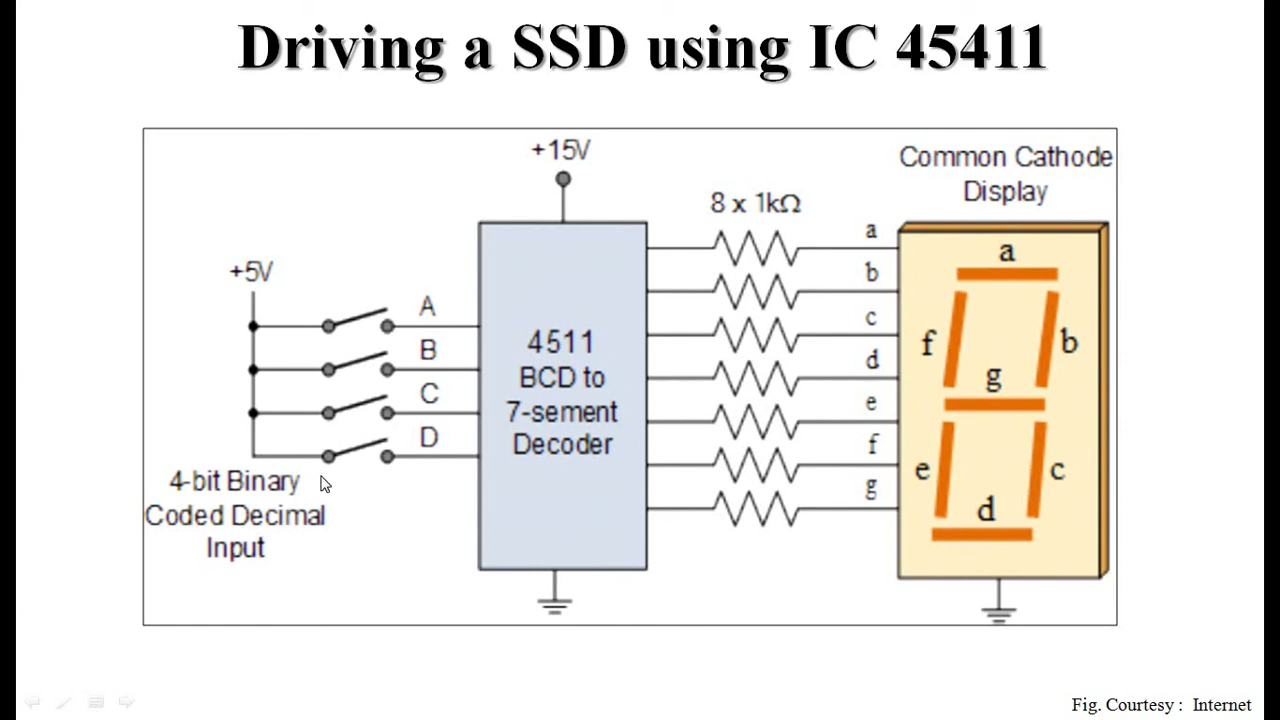 Driving a SSD using IC 45411
+15V
Common Cathode
Display
8 x 1kΩ
+5V
A
B
C
D
4511
BCD to
7-sement
Decoder
4-bit Binary
Coded Decimal
Input
a
b
c
d
e
f
g
a
f
b
g
e
c
d
Fig. Courtesy : Internet